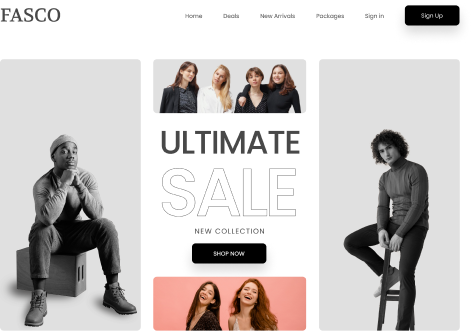 FASCO
Home Deals New Arrivals Packages Sign in Sign Up
ULTIMATE
SALE
NEW COLLECTION
SHOP NOW